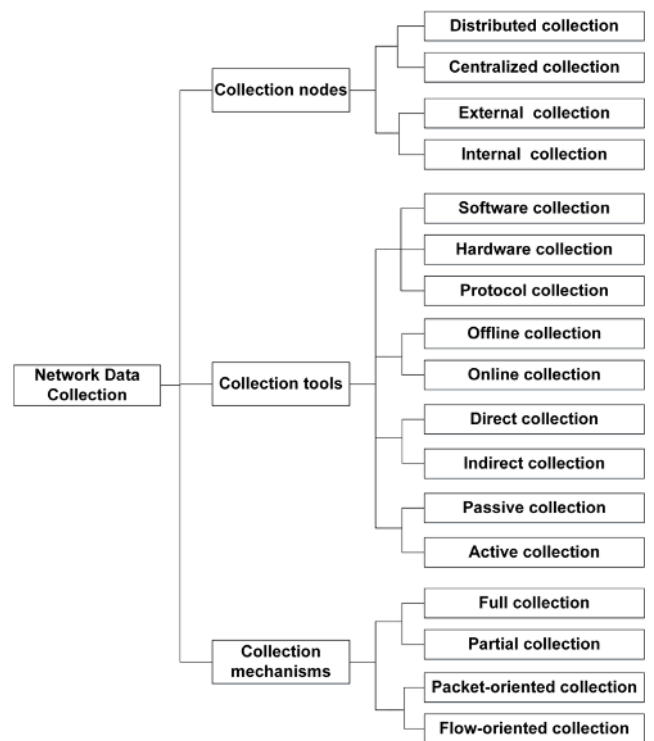 Network Data
Collection
Collection nodes
Distributed collection
Centralized collection
External collection
Internal collection
Collection tools
Software collection
Hardware collection
Protocol collection
Offline collection
Online collection
Direct collection
Indirect collection
Passive collection
Active collection
Collection
mechanisms
Full collection
Partial collection
Packet-oriented collection
Flow-oriented collection